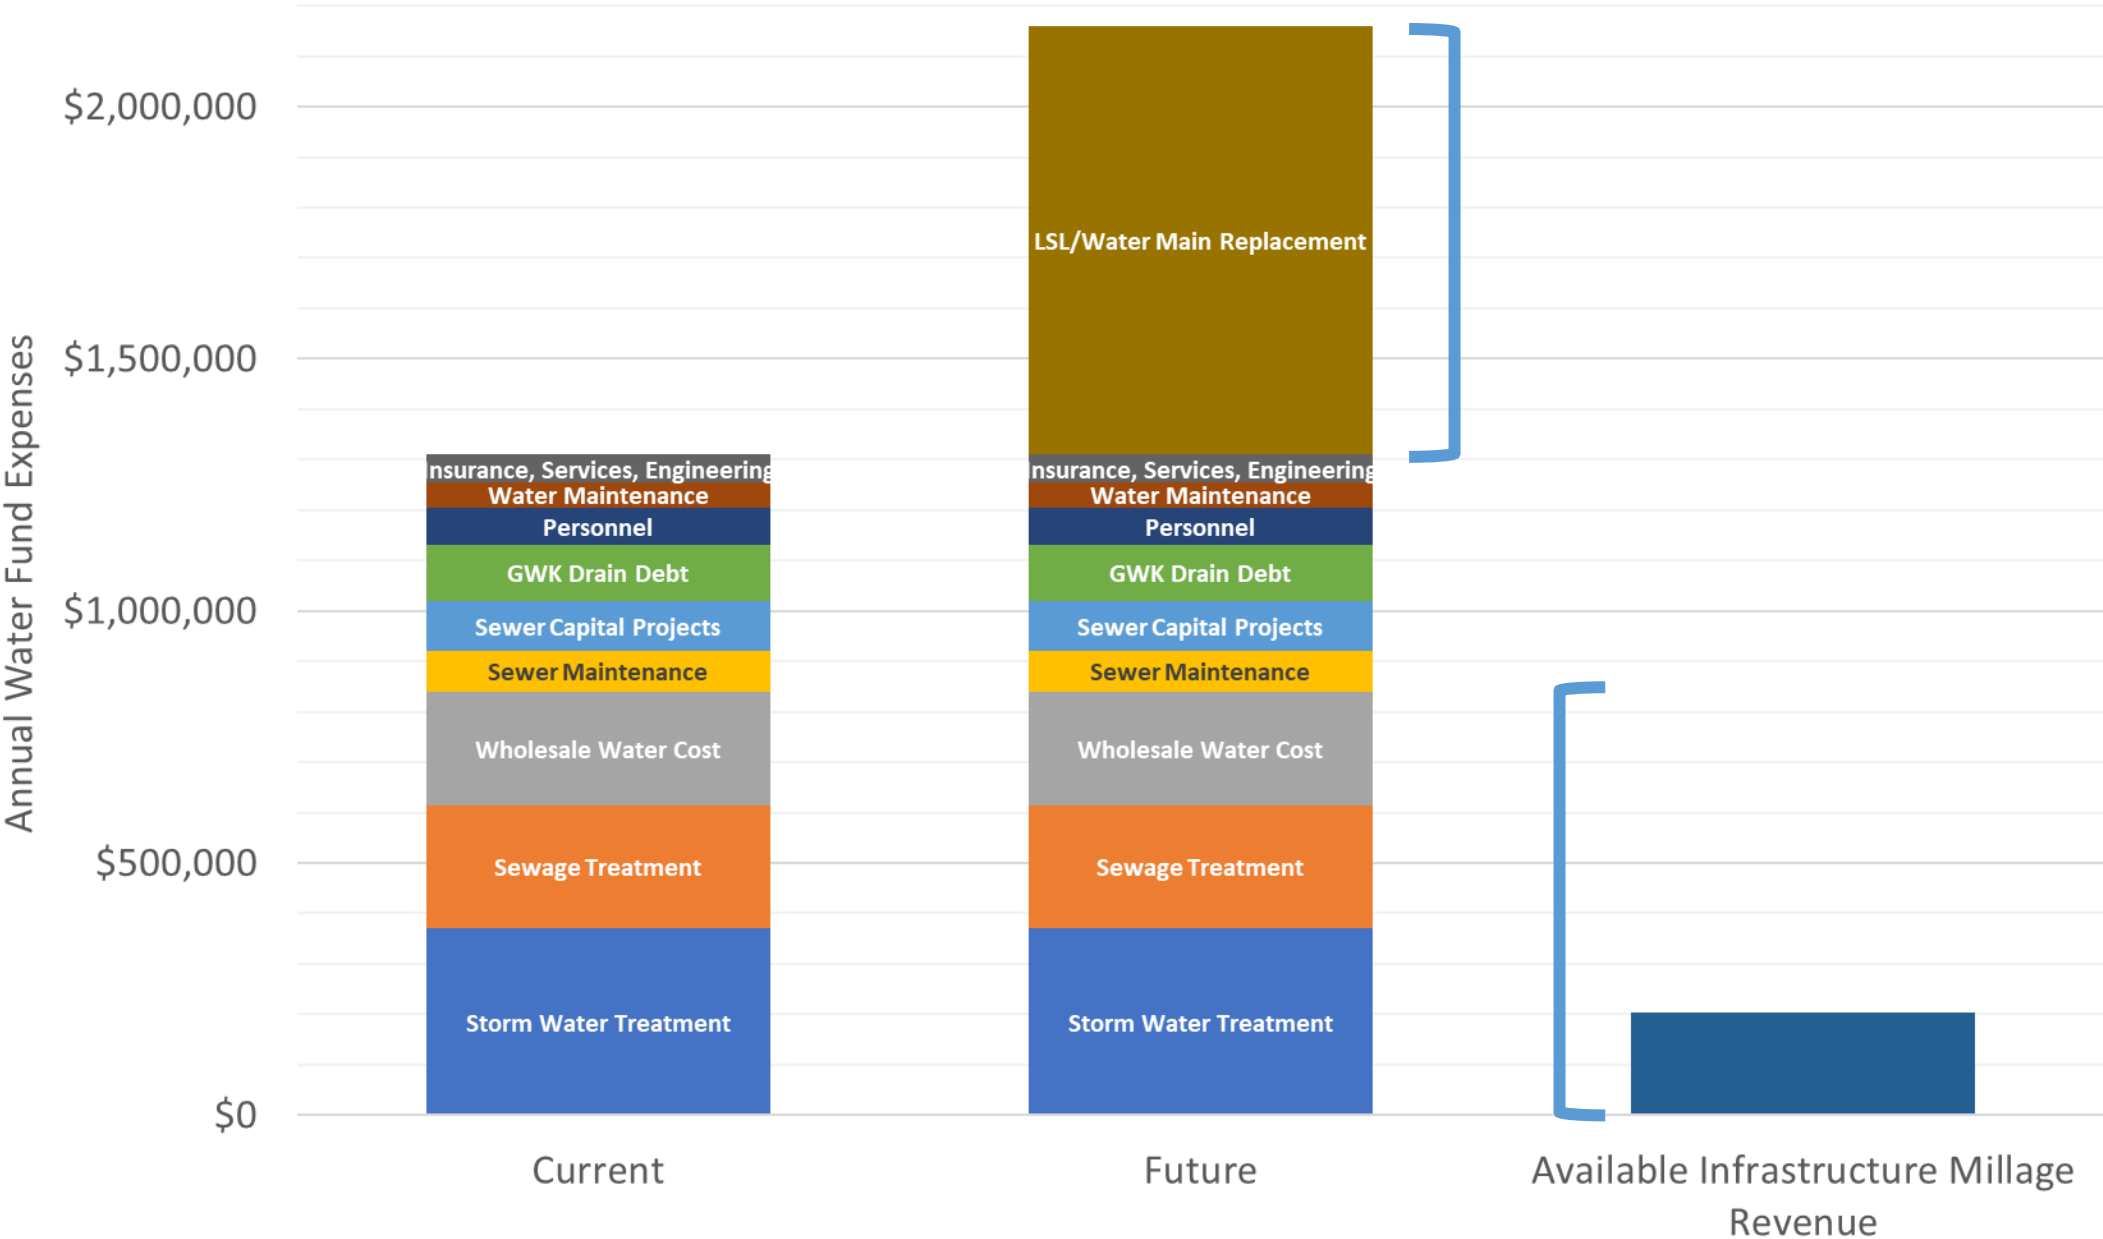 Annual Water Fund Expenses
$2,000,000
$1,500,000
$1,000,000
$500,000
$0
Insurance, Services, Engineering
Water Maintenance
Personnel
GWK Drain Debt
Sewer Capital Projects
Sewer Maintenance
Wholesale Water Cost
Sewage Treatment
Storm Water Treatment
LSL/Water Main Replacement
Insurance, Services, Engineering
Water Maintenance
Personnel
GWK Drain Debt
Sewer Capital Projects
Sewer Maintenance
Wholesale Water Cost
Sewage Treatment
Storm Water Treatment
Current
Future
Available Infrastructure Millage
Revenue